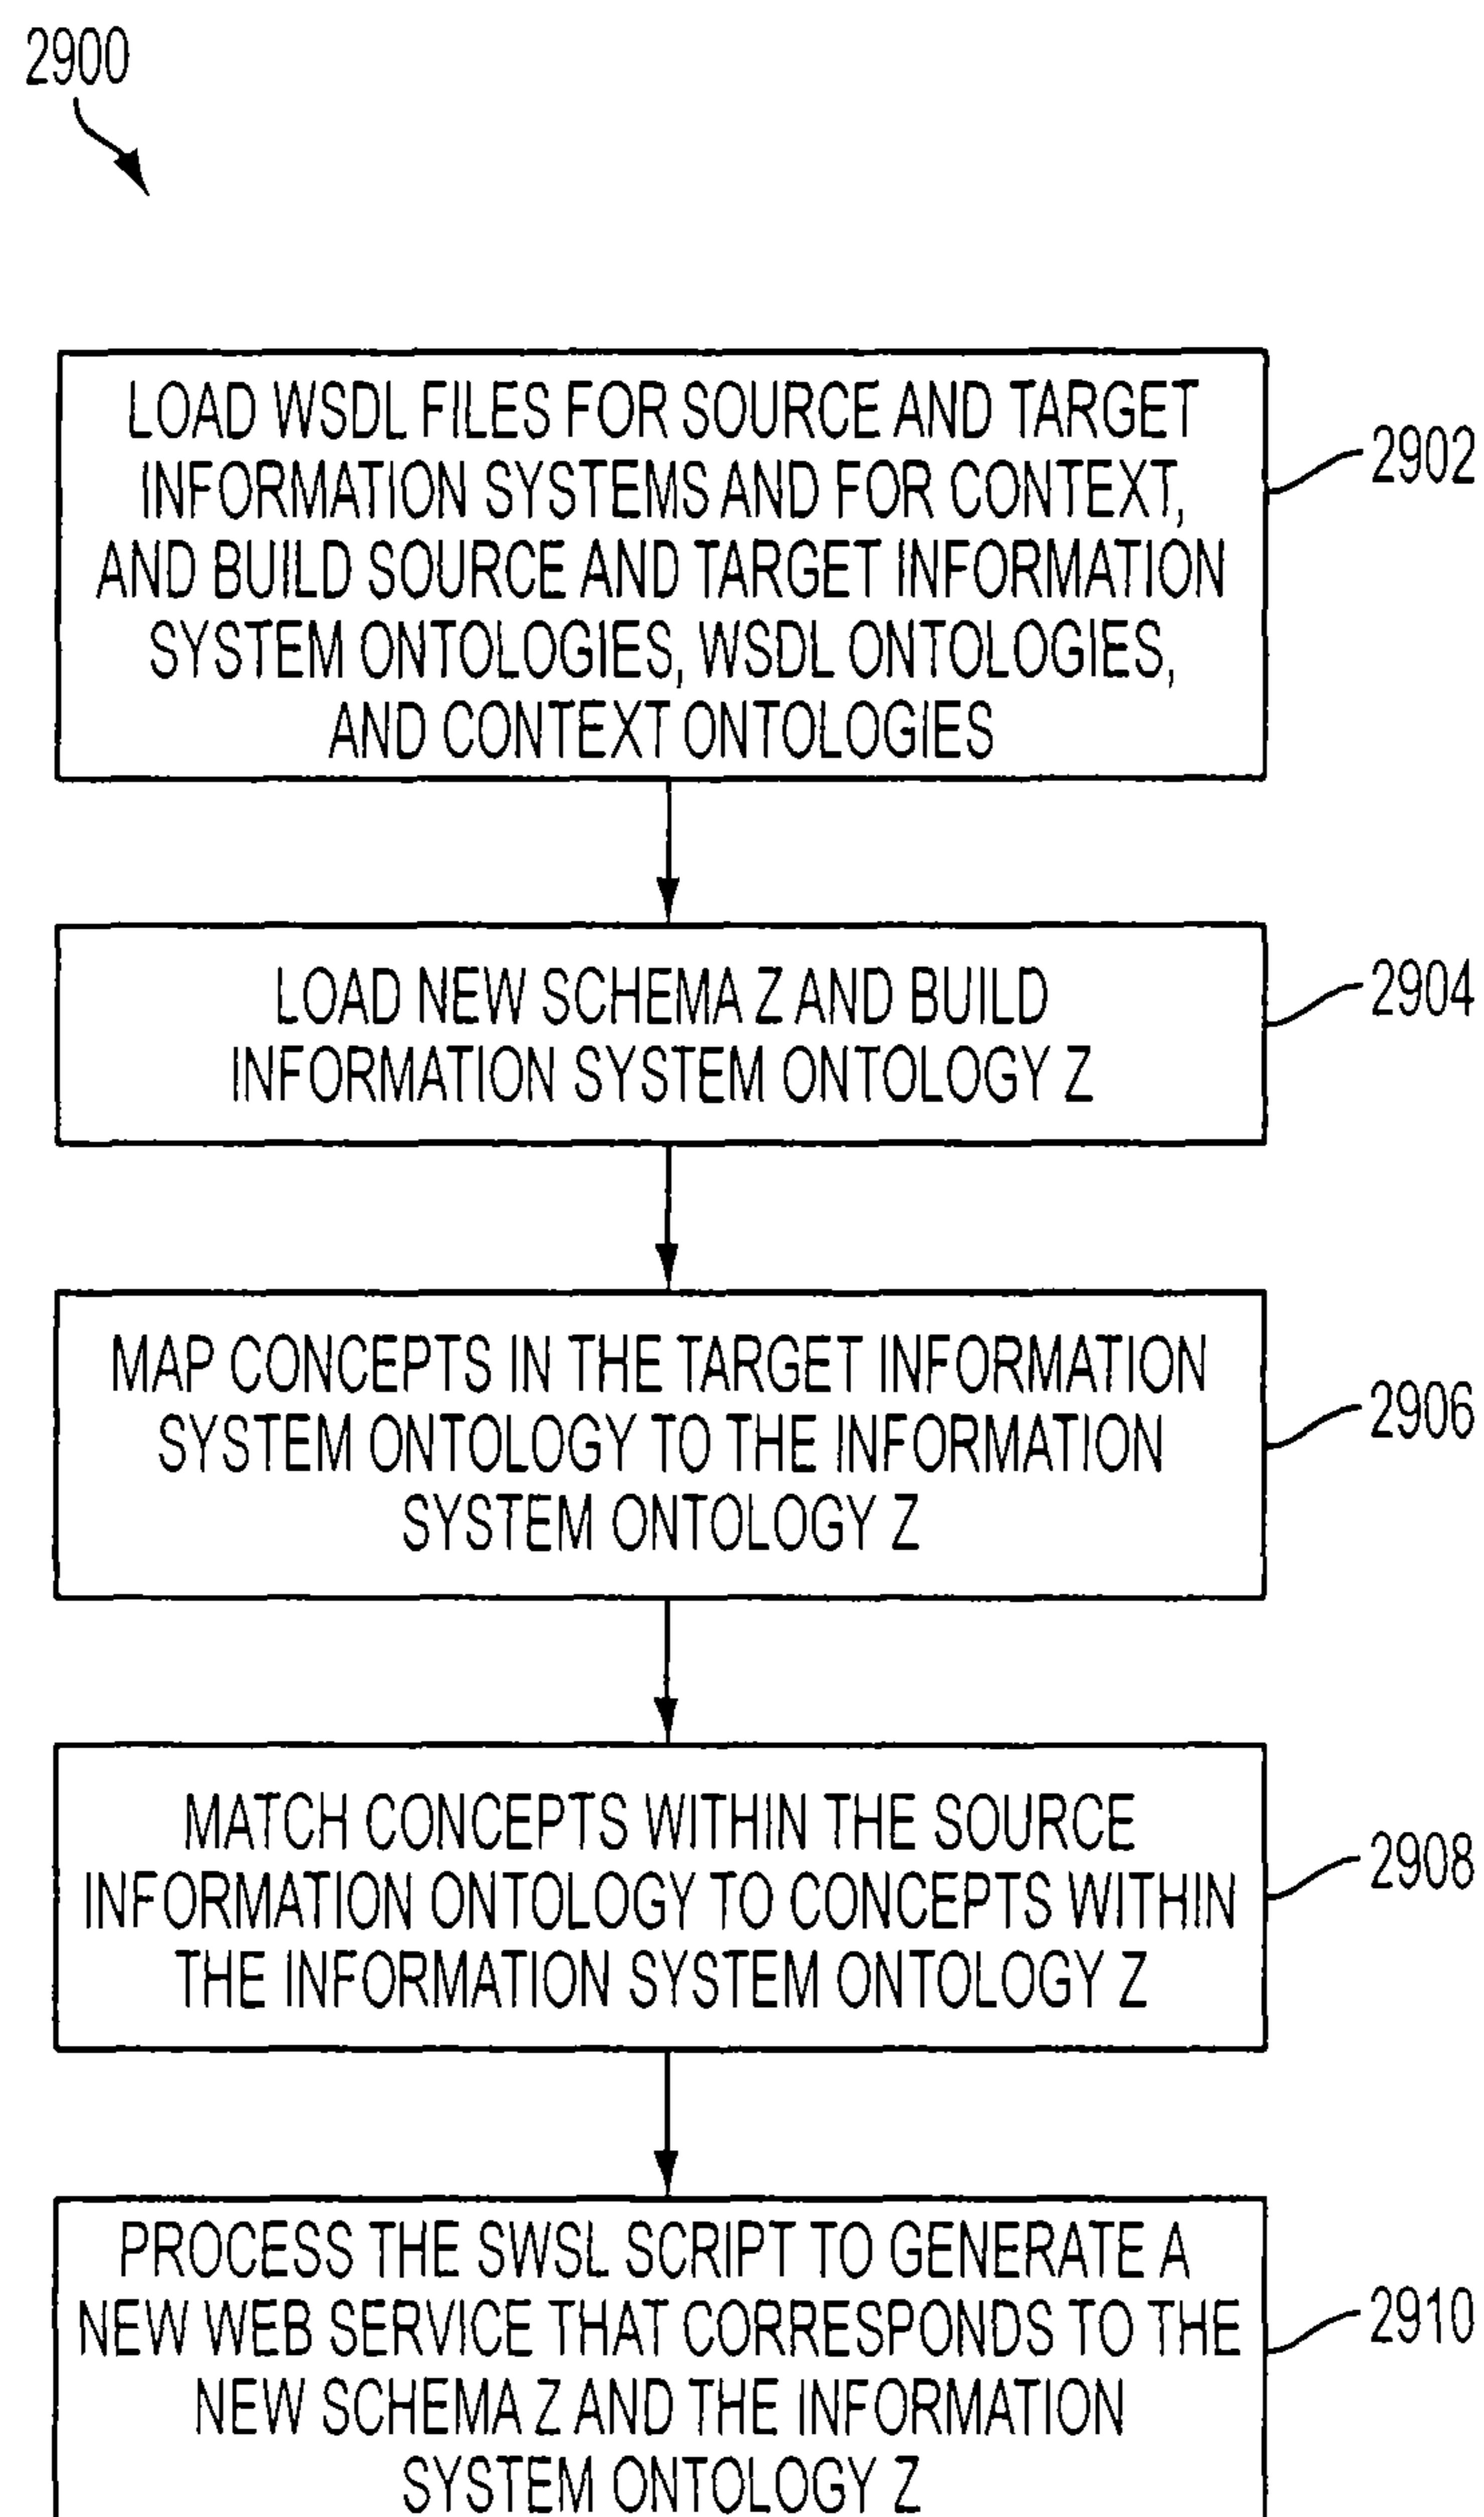 2900
LOAD WSDL FILES FOR SOURCE AND TARGET
INFORMATION SYSTEMS AND FOR CONTEXT,
AND BUILD SOURCE AND TARGET INFORMATION
SYSTEM ONTOLOGIES, WSDL ONTOLOGIES,
AND CONTEXT ONTOLOGIES
2902
LOAD NEW SCHEMA Z AND BUILD
INFORMATION SYSTEM ONTOLOGY Z
2904
MAP CONCEPTS IN THE TARGET INFORMATION
SYSTEM ONTOLOGY TO THE INFORMATION
SYSTEM ONTOLOGY Z
2906
MATCH CONCEPTS WITHIN THE SOURCE
INFORMATION ONTOLOGY TO CONCEPTS WITHIN
THE INFORMATION SYSTEM ONTOLOGY Z
2908
PROCESS THE SWSL SCRIPT TO GENERATE A
NEW WEB SERVICE THAT CORRESPONDS TO THE
NEW SCHEMA Z AND THE INFORMATION
SYSTEM ONTOLOGY Z
2910